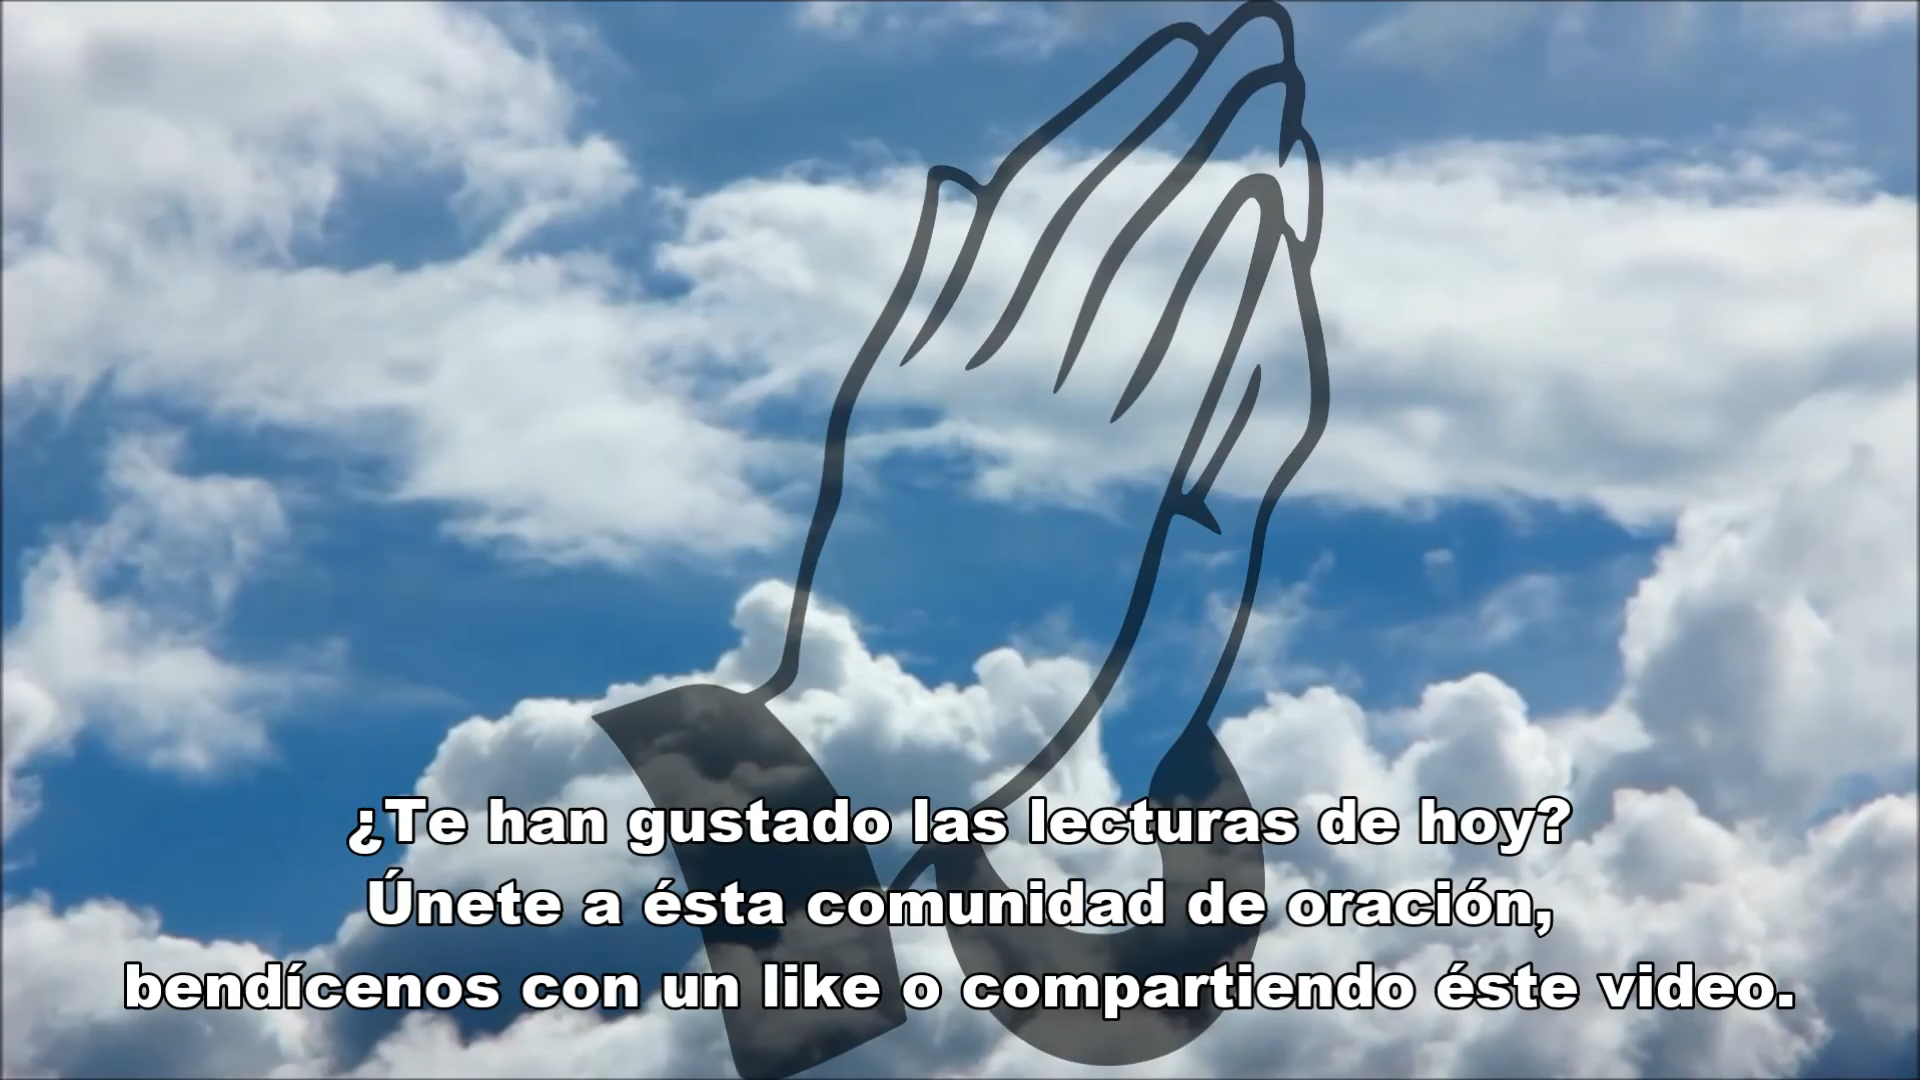 ¿Te han gustado las lecturas de hoy?
Únete a ésta comunidad de oración,
bendícenos con un like o compartiendo éste video.